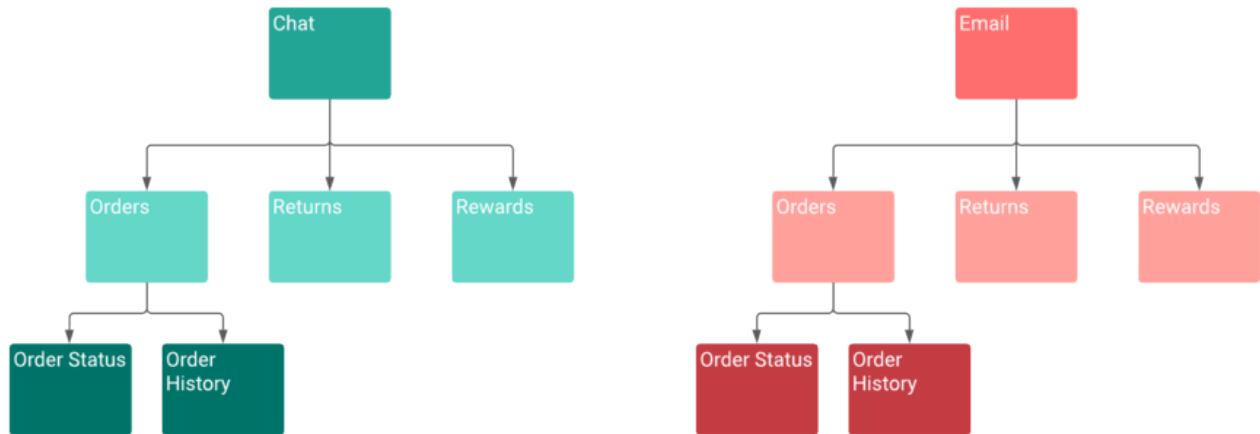 Chat
Email
Orders
Returns
Rewards
Orders
Returns
Rewards
Order Status
Order
History
Order Status
Order
History